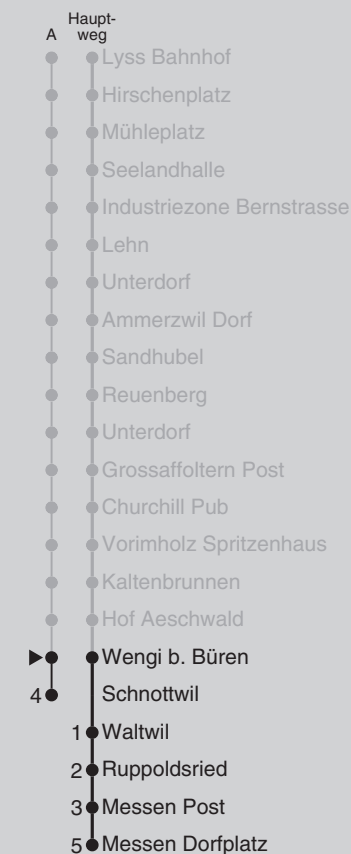 Haupt-
A weg
Lyss Bahnhof
Hirschenplatz
Mühleplatz
Seelandhalle
Industriezone Bernstrasse
Lehn
Unterdorf
Ammerzwil Dorf
Sandhubel
Reuenberg
Unterdorf
Grossaffoltern Post
Churchill Pub
Vorimholz Spritzenhaus
Kaltenbrunnen
Hof Aeschwald
Wengi b. Büren
4 Schnottwil
1 Waltwil
2 Ruppoldsried
3 Messen Post
5 Messen Dorfplatz